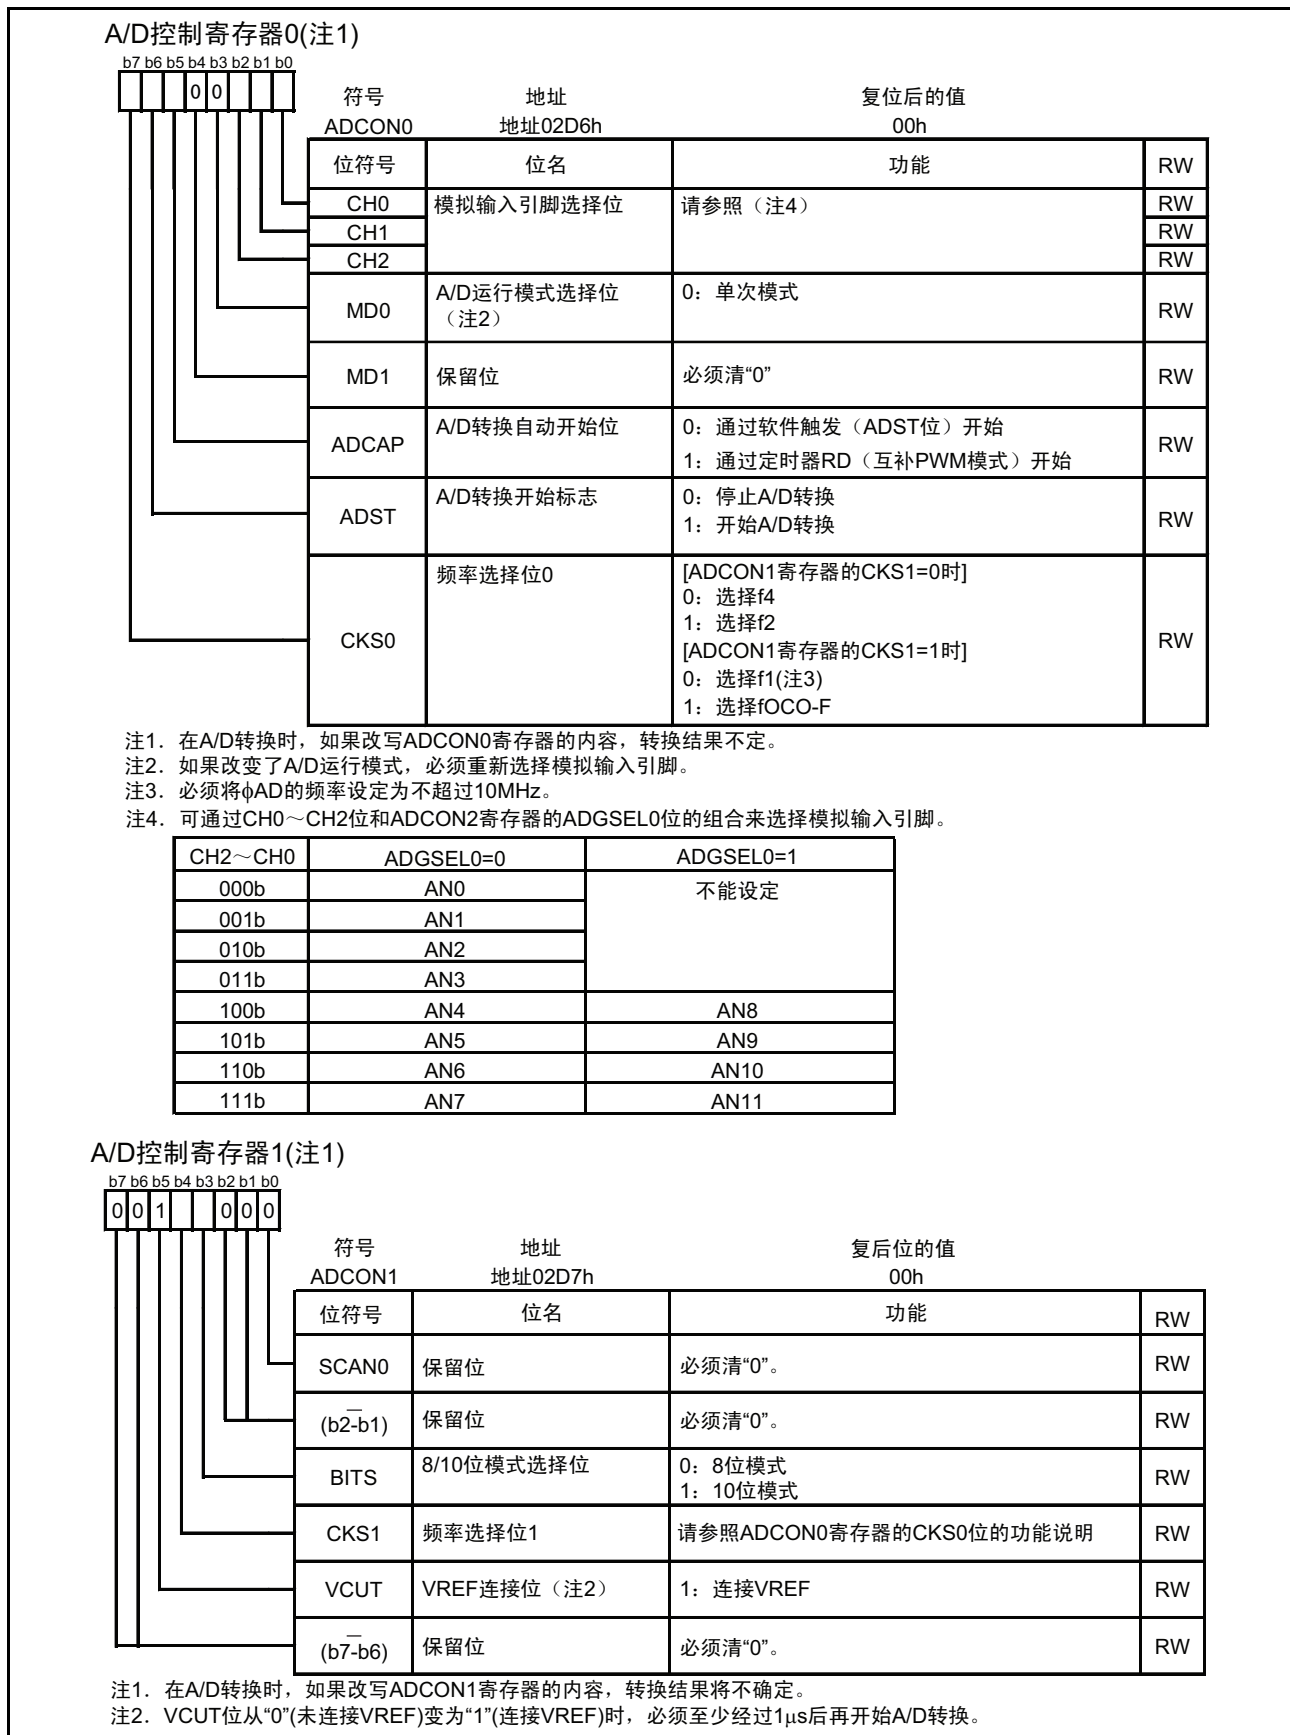 A/D控制寄存器0(注1)
b7 b6 b5 b4 b3 b2 b1 b0
0 0
符号 地址 复位后的值
ADCON0 地址02D6h 00h
位符号 位名 功能 RW
CH0 模拟输入引脚选择位 请参照（注4） RW
CH1 RW
CH2 RW
A/D运行模式选择位 0：单次模式
MD0 （注2） RW
MD1 保留位 必须清“0” RW
A/D转换自动开始位 0：通过软件触发（ADST位）开始
ADCAP RW
1：通过定时器RD（互补PWM模式）开始
A/D转换开始标志 0：停止A/D转换
ADST 1：开始A/D转换 RW
频率选择位0 [ADCON1寄存器的CKS1=0时]
0：选择f4
1：选择f2
CKS0 [ADCON1寄存器的CKS1=1时] RW
0：选择f1(注3)
1：选择fOCO-F
注1．在A/D转换时，如果改写ADCON0寄存器的内容，转换结果不定。
注2．如果改变了A/D运行模式，必须重新选择模拟输入引脚。
注3．必须将ϕAD的频率设定为不超过10MHz。
注4．可通过CH0～CH2位和ADCON2寄存器的ADGSEL0位的组合来选择模拟输入引脚。
CH2～CH0 ADGSEL0=0 ADGSEL0=1
000b AN0 不能设定
001b AN1
010b AN2
011b AN3
100b AN4 AN8
101b AN5 AN9
110b AN6 AN10
111b AN7 AN11
A/D控制寄存器1(注1)
b7 b6 b5 b4 b3 b2 b1 b0
0 0 1 0 0 0
符号 地址 复后位的值
ADCON1 地址02D7h 00h
位符号 位名 功能 RW
SCAN0 保留位 必须清“0”。 RW
—
(b2-b1) 保留位 必须清“0”。 RW
8/10位模式选择位 0：8位模式
BITS 1：10位模式 RW
CKS1 频率选择位1 请参照ADCON0寄存器的CKS0位的功能说明 RW
VCUT VREF连接位（注2） 1：连接VREF RW
—
(b7-b6) 保留位 必须清“0”。 RW
注1．在A/D转换时，如果改写ADCON1寄存器的内容，转换结果将不确定。
注2．VCUT位从“0”(未连接VREF)变为“1”(连接VREF)时，必须至少经过1μs后再开始A/D转换。